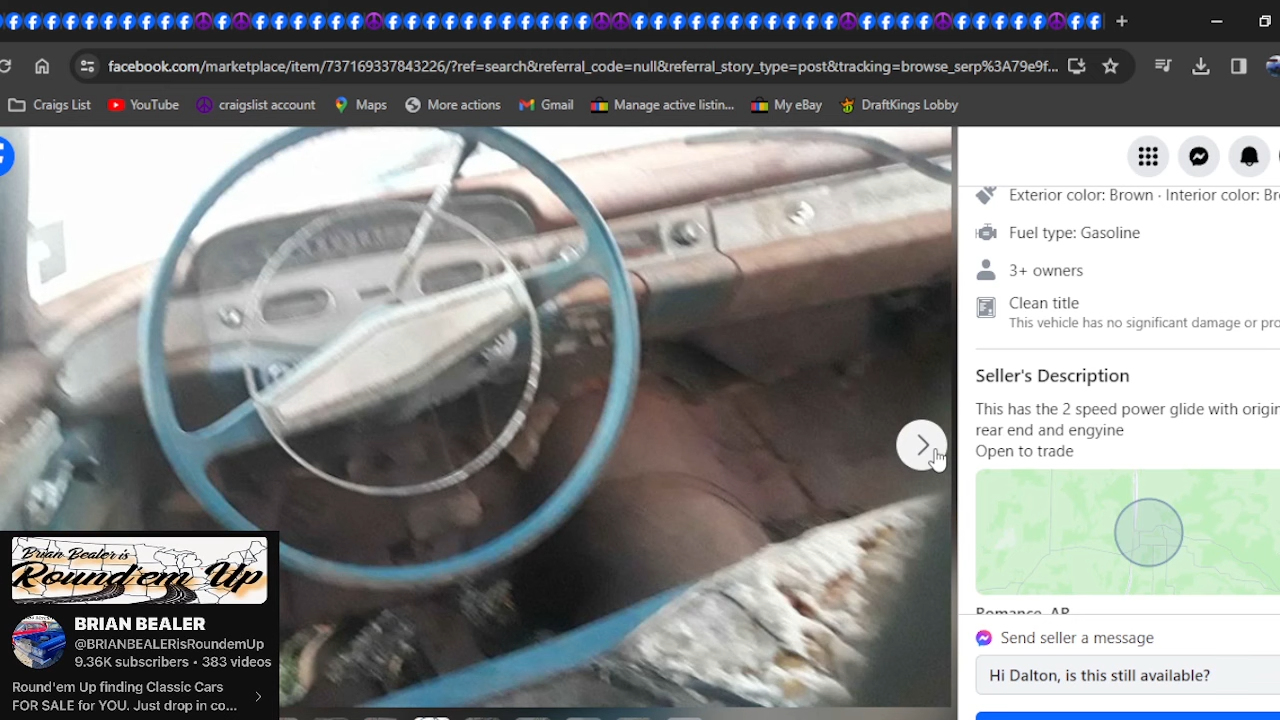 facebook.com/marketplace/item/737169337843226/?ref=search&referral_code=null&referral_story_type=post&tracking=browse_serp%3A79e9f...
Craigs List
YouTube
craigslist account
Maps
More actions
Gmail
Manage active listin...
My eBay
DraftKings Lobby
Exterior color: Brown · Interior color: Br
Fuel type: Gasoline
3+ owners
Clean title
This vehicle has no significant damage or pro
Seller's Description
This has the 2 speed power glide with origin
rear end and engyine
Open to trade
Romance, AR
Send seller a message
Hi Dalton, is this still available?
Brian Bealer is
Round'em Up
BRIAN BEALER
@BRIANBEALERisRoundemUp
9.36K subscribers • 383 videos
Round'em Up finding Classic Cars
FOR SALE for YOU. Just drop in co...